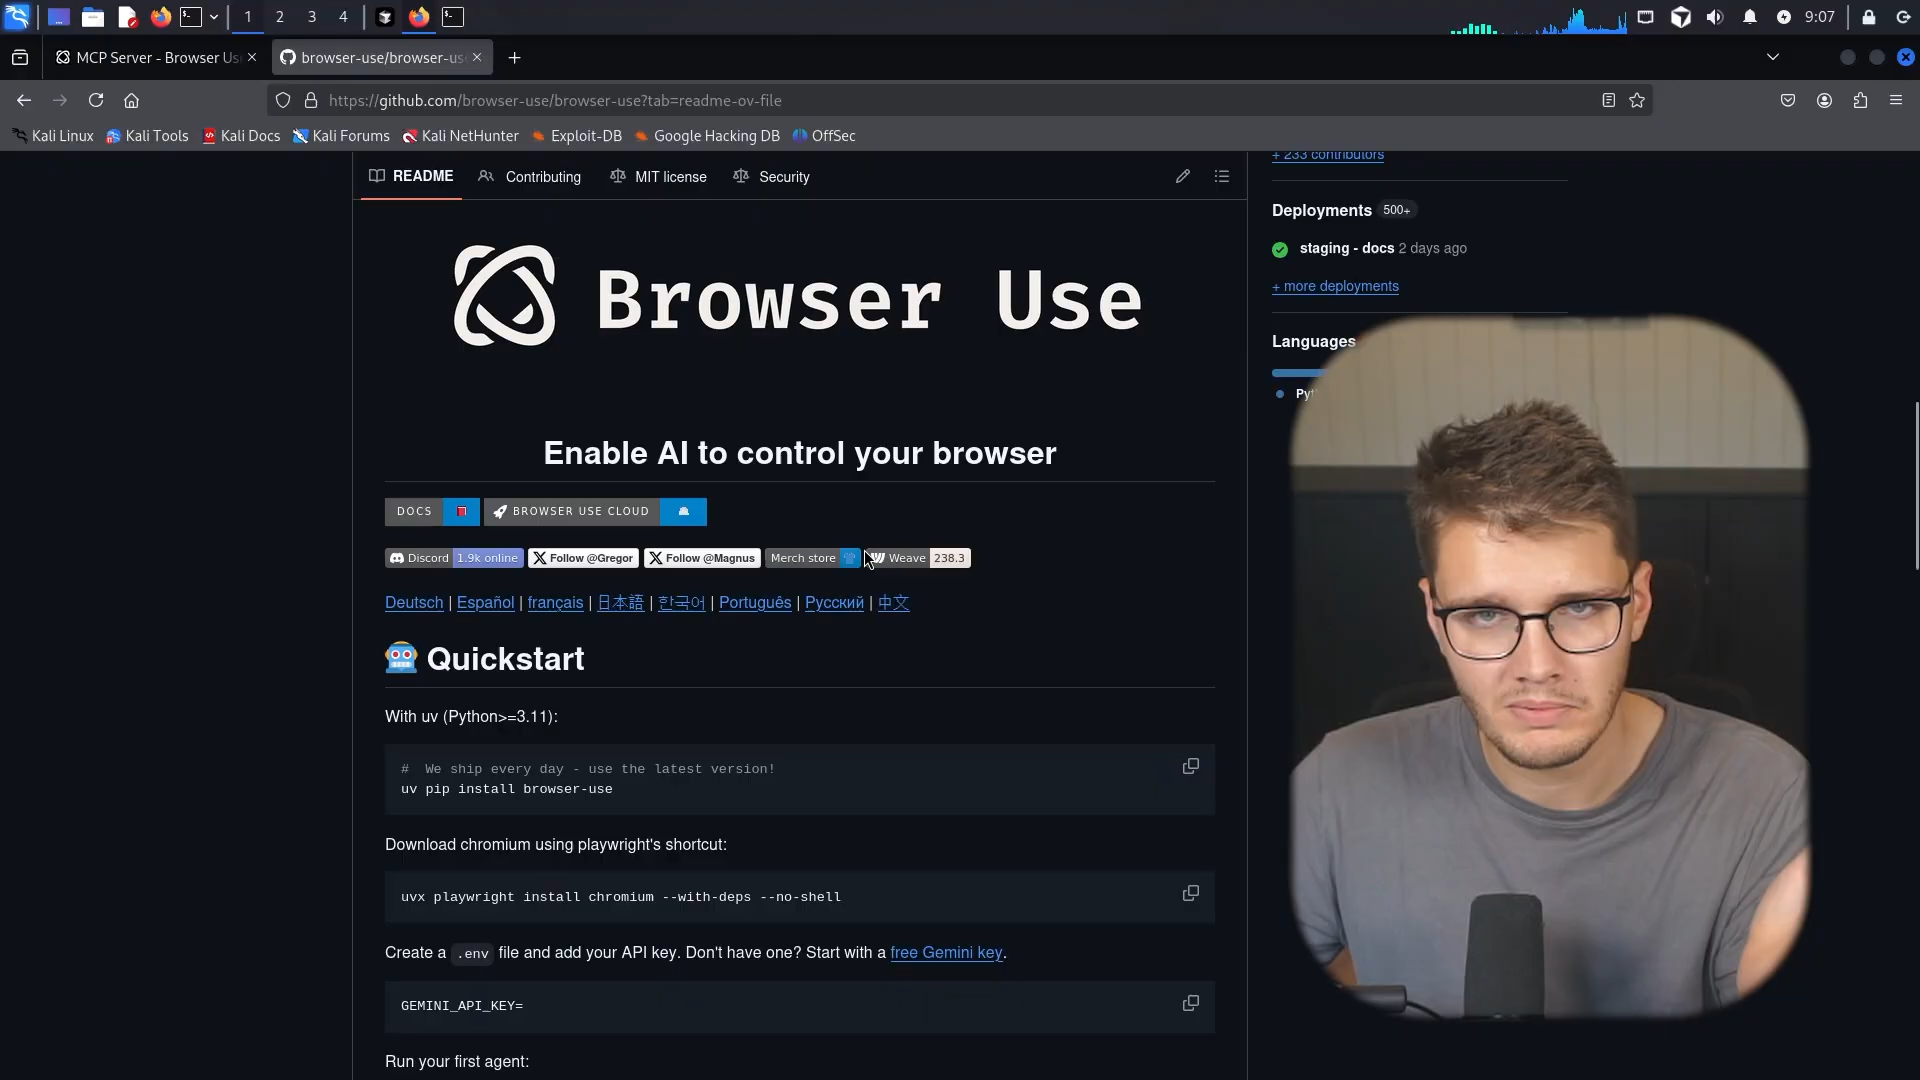 1
2
3
4
9:07
MCP Server - Browser Us
browser-use/browser-us
https://github.com/browser-use/browser-use?tab=readme-ov-file
Kali Linux
Kali Tools
Kali Docs
Kali Forums
Kali NetHunter
Exploit-DB
Google Hacking DB
OffSec
README
Contributing
MIT license
Security
Browser Use
Enable AI to control your browser
DOCS
BROWSER USE CLOUD
Discord 1.9k online
Follow @Gregor
Follow @Magnus
Merch store
Weave 238.3
Deutsch | Español | français | 日本語 | 한국어 | Português | Русский | 中文
Quickstart
With uv (Python>=3.11):
# We ship every day - use the latest version!
uv pip install browser-use
Download chromium using playwright's shortcut:
uvx playwright install chromium --with-deps --no-shell
Create a .env file and add your API key. Don't have one? Start with a free Gemini key.
GEMINI_API_KEY=
Run your first agent:
+ 233 contributors
Deployments 500+
staging - docs 2 days ago
+ more deployments
Languages